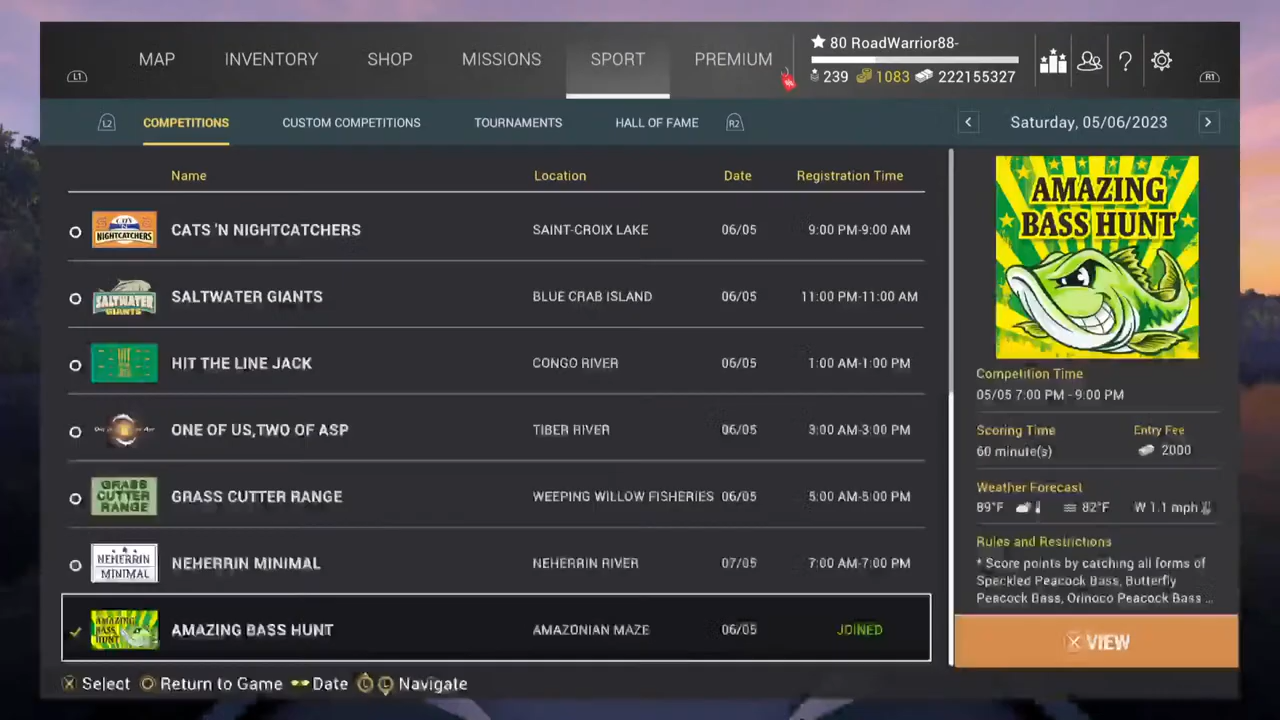 L1
MAP INVENTORY SHOP MISSIONS SPORT PREMIUM
80 RoadWarrior88-
239 1083 222155327
?
R1
L2 COMPETITIONS CUSTOM COMPETITIONS TOURNAMENTS HALL OF FAME R2
< Saturday, 05/06/2023 >
Name Location Date Registration Time
NIGHTCATCHERS CATS 'N NIGHTCATCHERS SAINT-CROIX LAKE 06/05 9:00 PM-9:00 AM
SALTWATER GIANTS SALTWATER GIANTS BLUE CRAB ISLAND 06/05 11:00 PM-11:00 AM
HIT THE LINE JACK CONGO RIVER 06/05 1:00 AM-1:00 PM
ONE OF US,TWO OF ASP TIBER RIVER 06/05 3:00 AM-3:00 PM
GRASS CUTTER RANGE GRASS CUTTER RANGE WEEPING WILLOW FISHERIES 06/05 5:00 AM-5:00 PM
NEHERRIN MINIMAL NEHERRIN MINIMAL NEHERRIN RIVER 07/05 7:00 AM-7:00 PM
AMAZING BASS HUNT AMAZING BASS HUNT AMAZONIAN MAZE 06/05 JOINED
AMAZING
BASS HUNT
Competition Time
05/05 7:00 PM - 9:00 PM
Scoring Time Entry Fee
60 minute(s) 2000
Weather Forecast
89°F 82°F W 1.1 mph
Rules and Restrictions
* Score points by catching all forms of
Speckled Peacock Bass, Butterfly
Peacock Bass, Orinoco Peacock Bass ...
VIEW
Select Return to Game Date L L Navigate